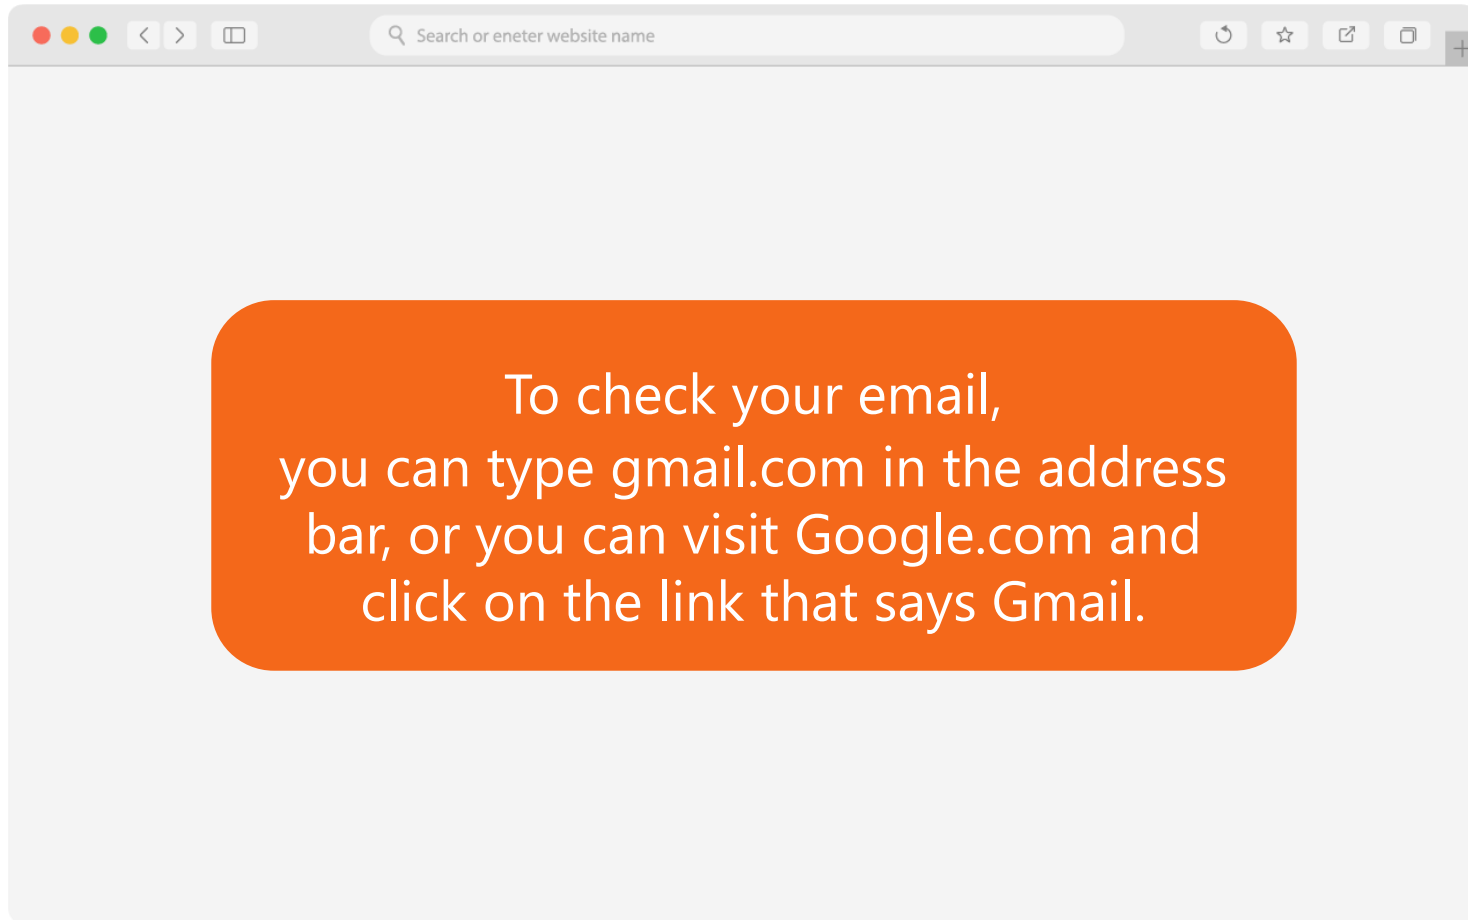 Search or eneter website name
To check your email,
you can type gmail.com in the address
bar, or you can visit Google.com and
click on the link that says Gmail.